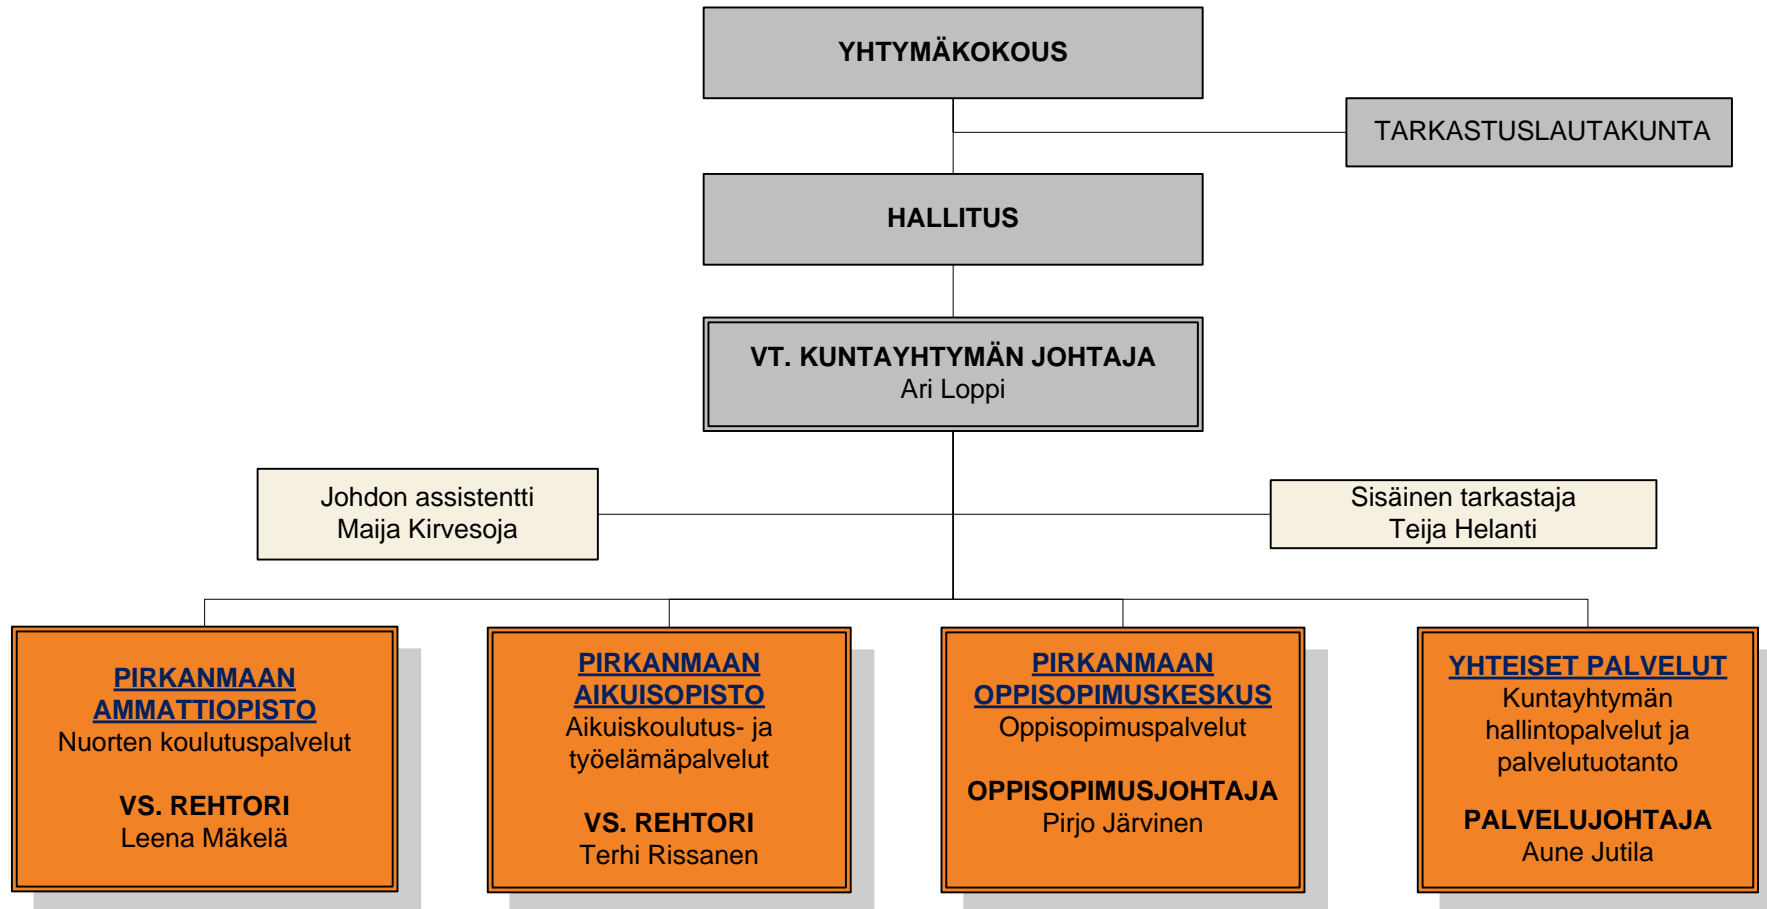 YHTYMÄKOKOUS
TARKASTUSLAUTAKUNTA
HALLITUS
VT. KUNTAYHTYMÄN JOHTAJA
Ari Loppi
Johdon assistentti
Maija Kirvesoja
Sisäinen tarkastaja
Teija Helanti
PIRKANMAAN
AMMATTIOPISTO
Nuorten koulutuspalvelut
VS. REHTORI
Leena Mäkelä
PIRKANMAAN
AIKUISOPISTO
Aikuiskoulutus- ja
työelämäpalvelut
VS. REHTORI
Terhi Rissanen
PIRKANMAAN
OPPISOPIMUSKESKUS
Oppisopimuspalvelut
OPPISOPIMUSJOHTAJA
Pirjo Järvinen
YHTEISET PALVELUT
Kuntayhtymän
hallintopalvelut ja
palvelutuotanto
PALVELUJOHTAJA
Aune Jutila